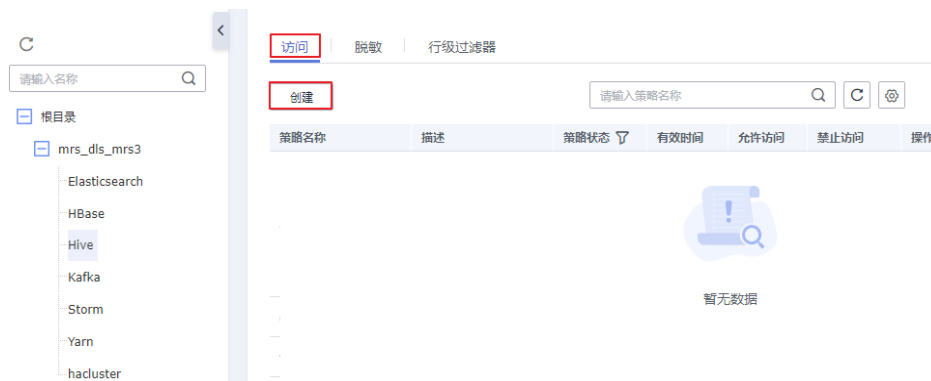 请输入名称
根目录
mrs_dls_mrs3
Elasticsearch
HBase
Hive
Kafka
Storm
Yarn
hacluster
访问 脱敏 行级过滤器
创建 请输入策略名称
策略名称 描述 策略状态 有效时间 允许访问 禁止访问 操作
暂无数据